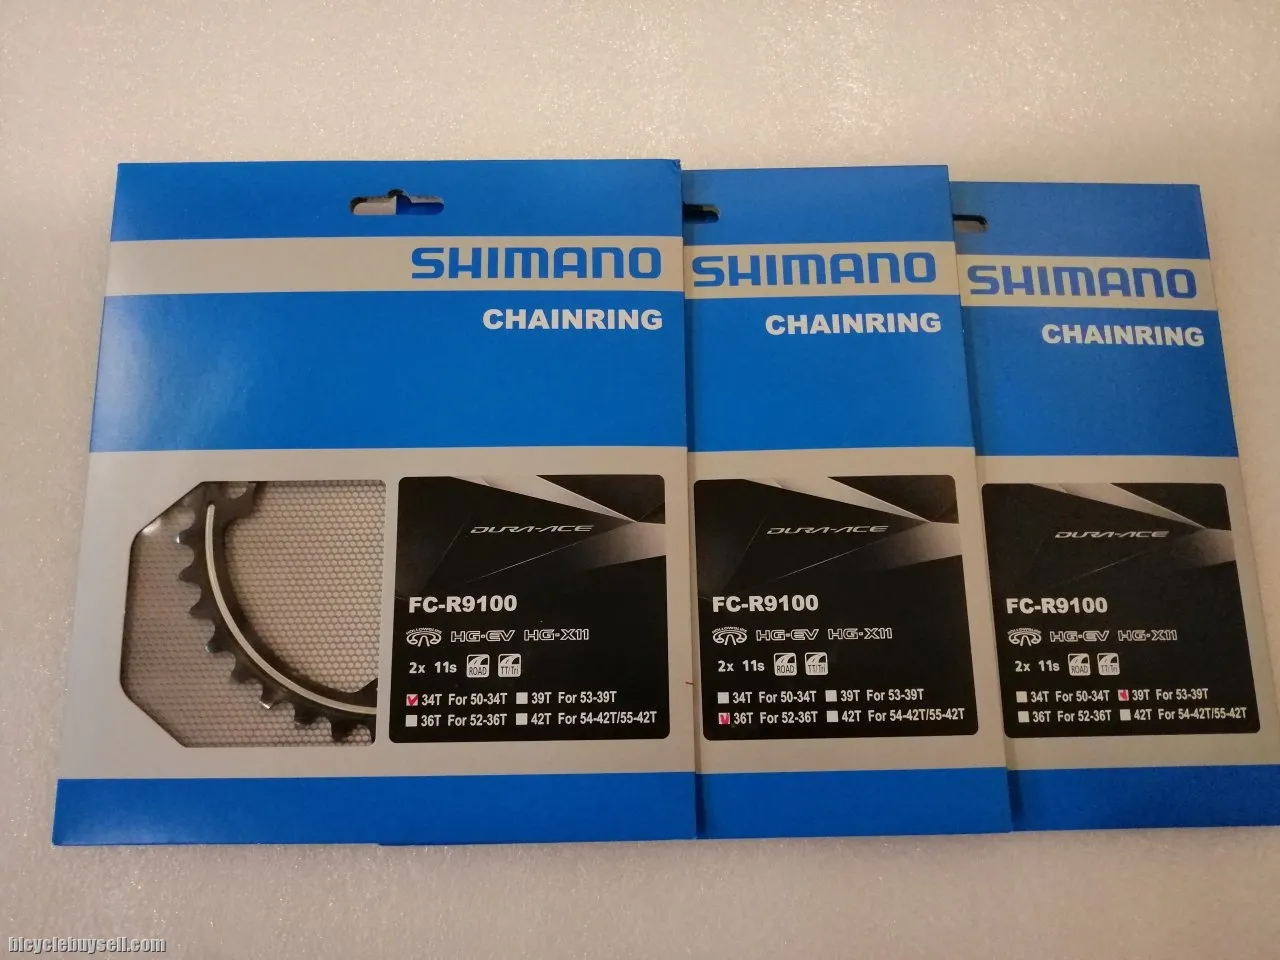 SHIMANO
CHAINRING
DURA-ACE
FC-R9100
HOLLOWGLIDE HG-EV HG-X11
2x 11s ROAD TT/Tri
34T For 50-34T 39T For 53-39T
36T For 52-36T 42T For 54-42T/55-42T
SHIMANO
CHAINRING
DURA-ACE
FC-R9100
HG-EV HG-X11
2x 11s ROAD TT/Tri
34T For 50-34T 39T For 53-39T
36T For 52-36T 42T For 54-42T/55-42T
SHIMANO
CHAINRING
DURA-ACE
FC-R9100
HG-EV HG-X11
2x 11s ROAD TT/Tri
34T For 50-34T 39T For 53-39T
36T For 52-36T 42T For 54-42T/55-42T
bicyclebuysell.com